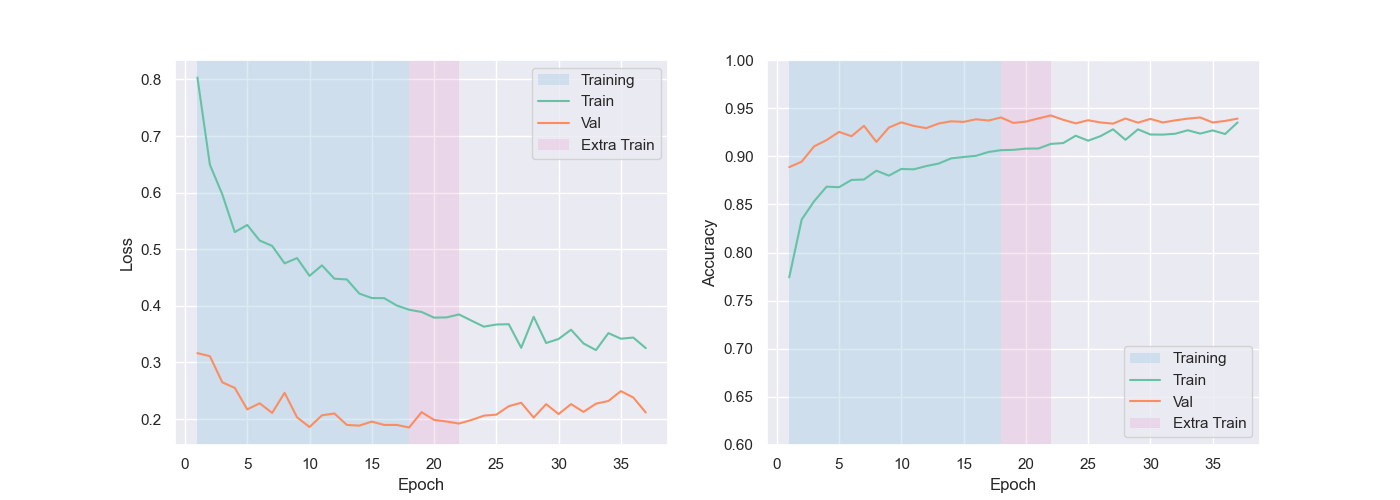 0.8
0.7
0.6
0.5
0.4
0.3
0.2
Loss
0 5 10 15 20 25 30 35
Epoch
Training
Train
Val
Extra Train
1.00
0.95
0.90
0.85
0.80
0.75
0.70
0.65
0.60
Accuracy
0 5 10 15 20 25 30 35
Epoch
Training
Train
Val
Extra Train